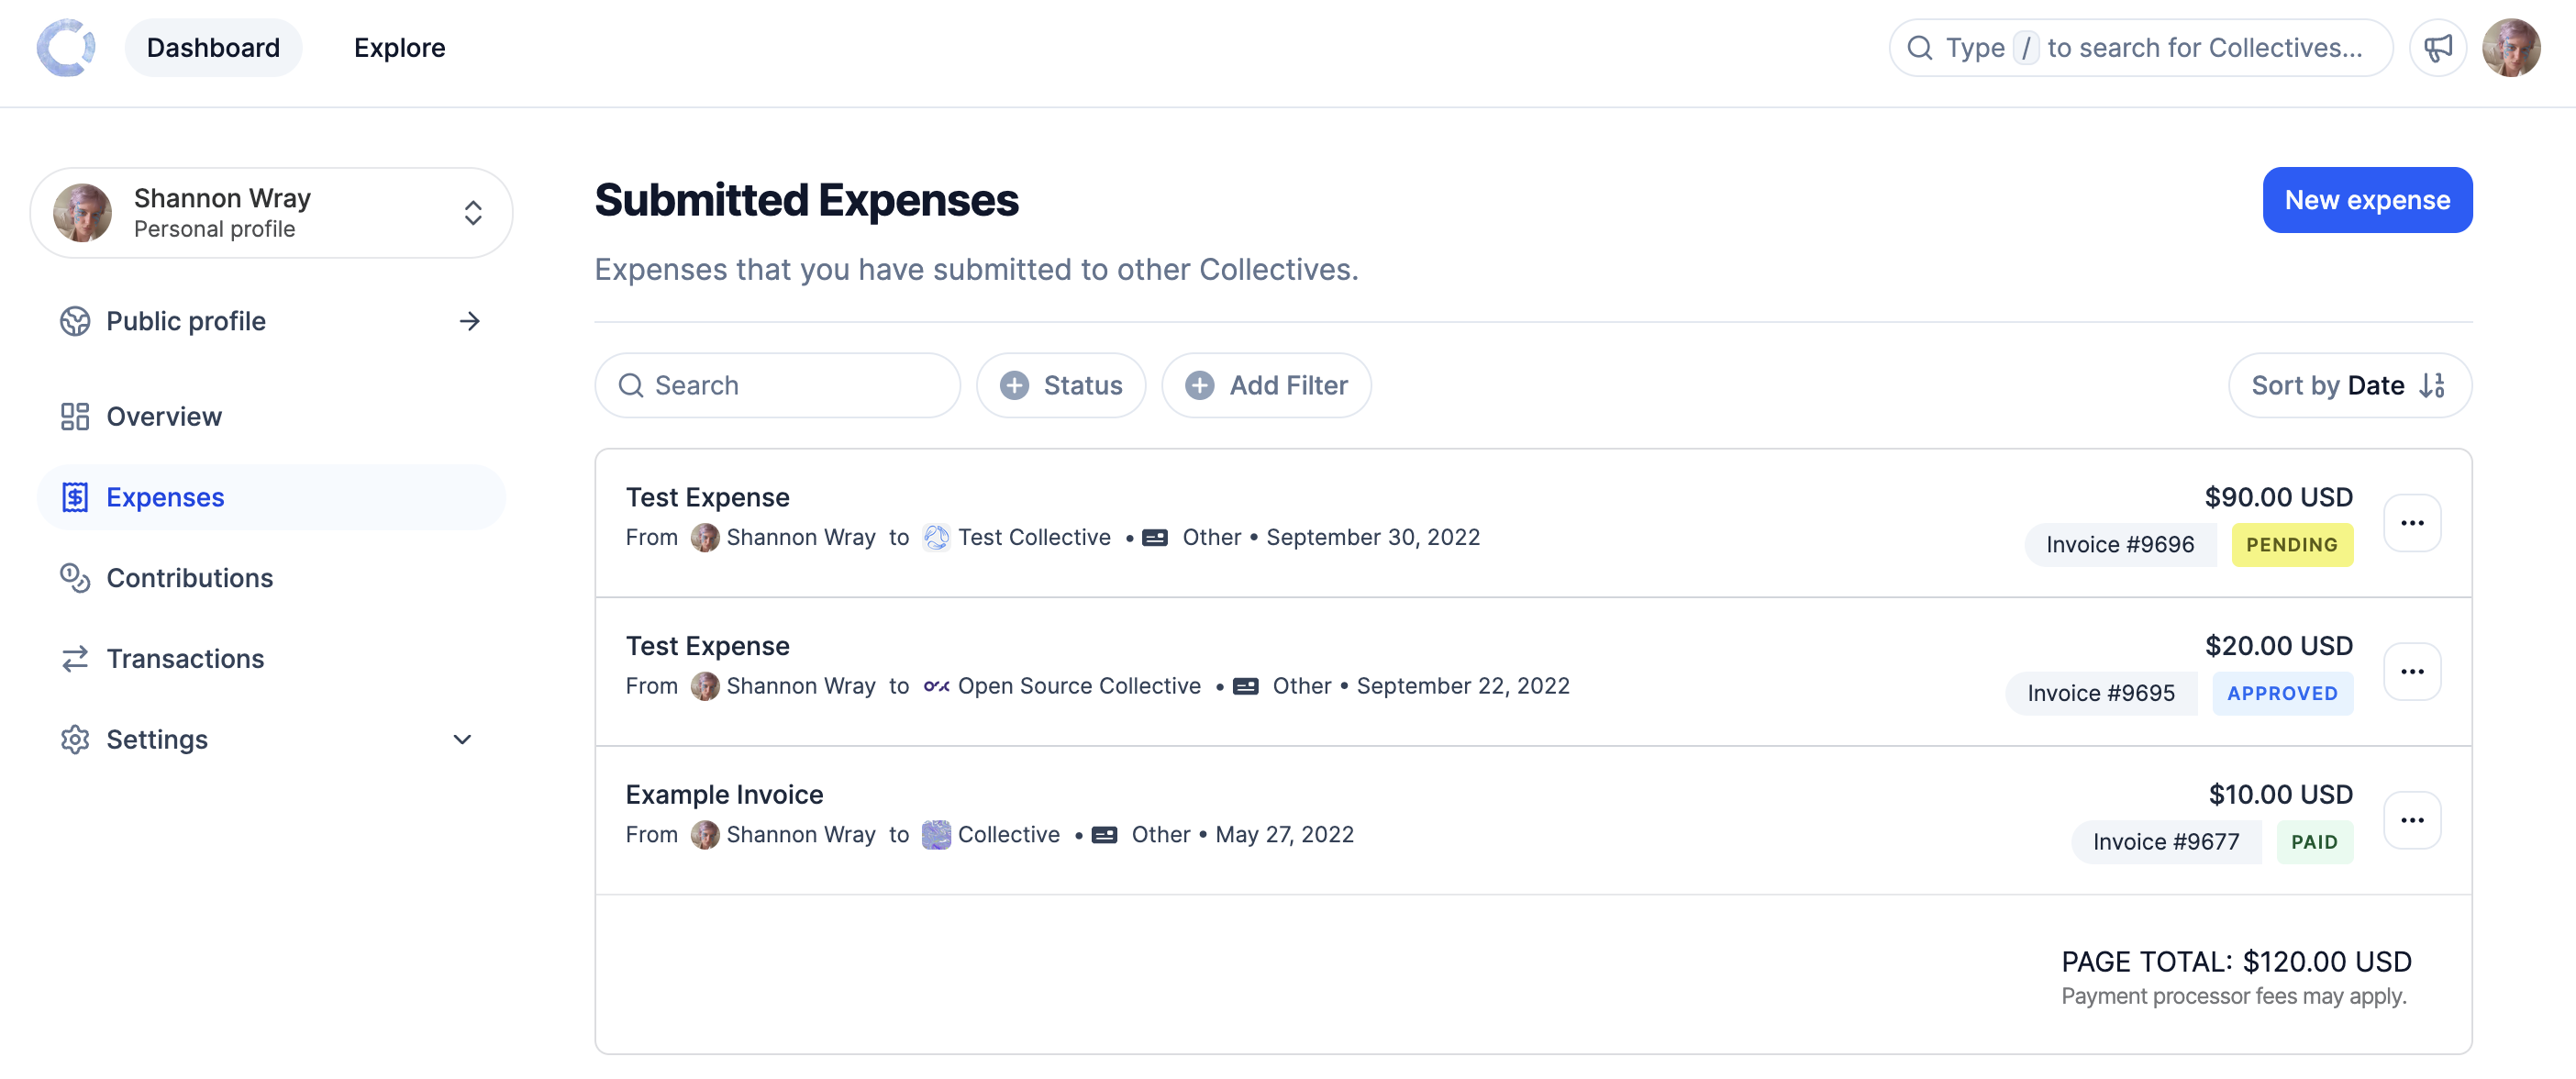 Dashboard
Explore
Type / to search for Collectives...
Shannon Wray
Personal profile
Public profile
Overview
Expenses
Contributions
Transactions
Settings
Submitted Expenses
New expense
Expenses that you have submitted to other Collectives.
Search
Status
Add Filter
Sort by Date
Test Expense
$90.00 USD
From Shannon Wray to Test Collective • Other • September 30, 2022
Invoice #9696 PENDING
Test Expense
$20.00 USD
From Shannon Wray to Open Source Collective • Other • September 22, 2022
Invoice #9695 APPROVED
Example Invoice
$10.00 USD
From Shannon Wray to Collective • Other • May 27, 2022
Invoice #9677 PAID
PAGE TOTAL: $120.00 USD
Payment processor fees may apply.